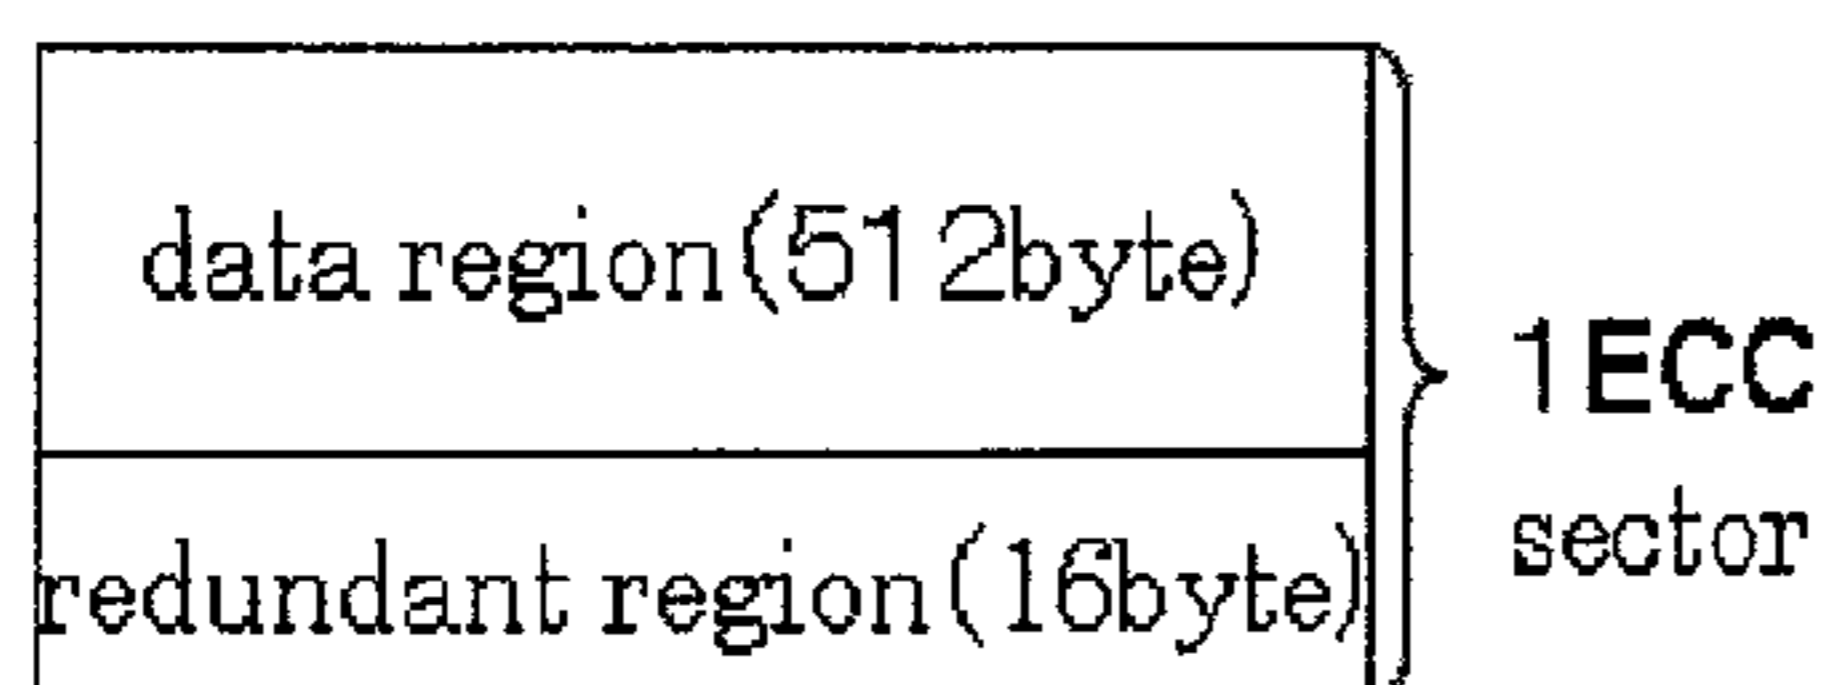 data region(512byte)
1ECC
sector
redundant region(16byte)